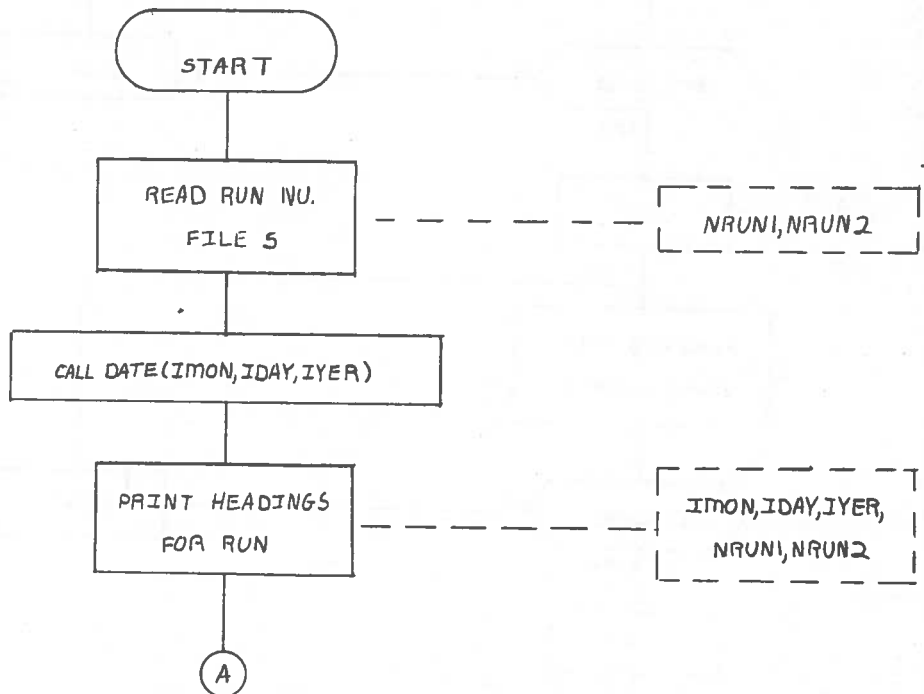 START
READ RUN NU.
FILE 5
NRUN1,NRUN2
CALL DATE(IMON,IDAY,IYER)
PRINT HEADINGS
FOR RUN
IMON,IDAY,IYER,
NRUN1,NRUN2
A